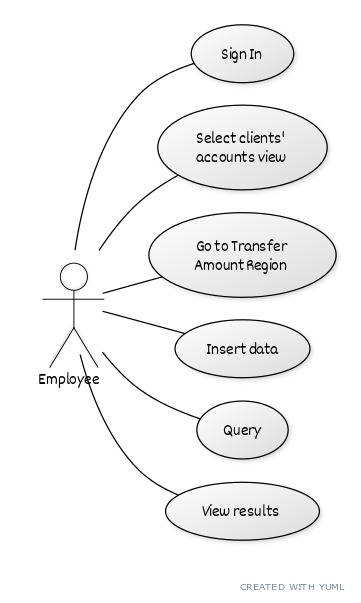 Sign In
Select clients'
accounts view
Go to Transfer
Amount Region
Insert data
Employee
Query
View results
CREATED WITH YUML